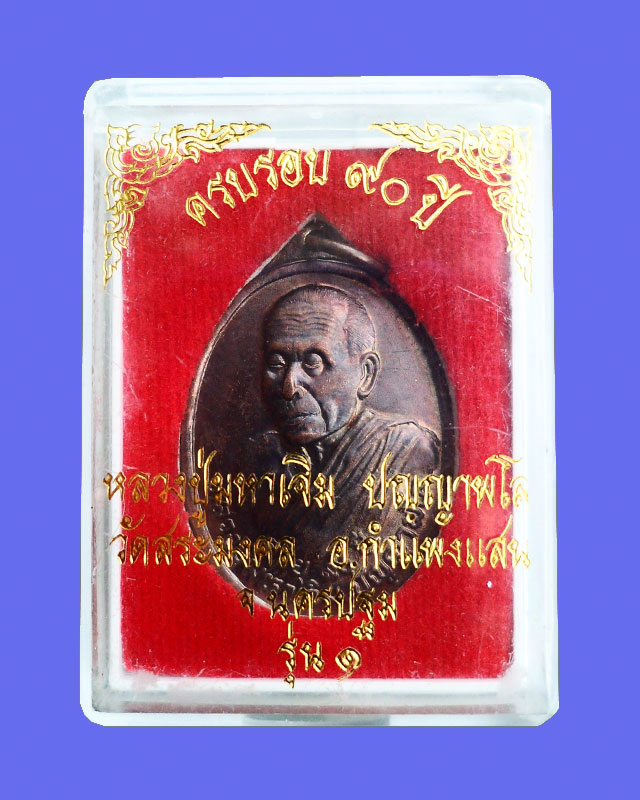 ครบรอบ ๙๐ ปี
หลวงปู่มหาเจิม ปญฺญาพโล
วัดสระมงคล อ.กำแพงแสน
จ.นครปฐม
รุ่น ๑